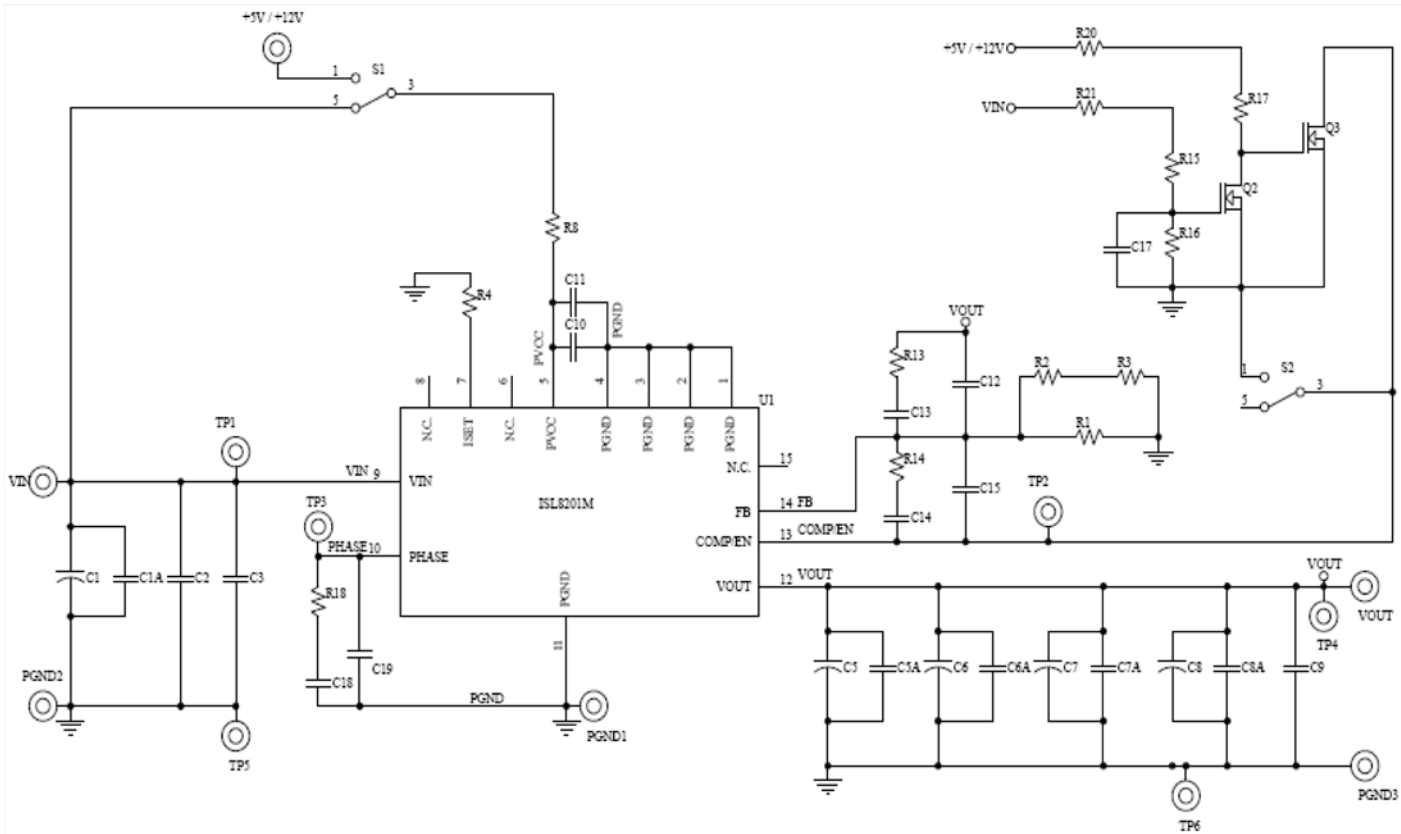 +5V / +12V
1
S1
3
5
+5V / +12V
R20
VIN
R21
R17
Q3
R15
Q2
R16
C17
R8
R4
C11
C10
PGND
PVCC
VOUT
R13
C12
C13
R2
R3
R1
1
S2
3
5
8
7
6
5
4
3
2
1
U1
N.C.
ISET
N.C.
PVCC
PGND
PGND
PGND
PGND
TP1
VIN
VIN
9
VIN
ISL8201M
N.C.
15
FB
14
FB
R14
C15
C14
TP2
COMP/EN
13
COMP/EN
TP3
PHASE
10
PHASE
VOUT
12
VOUT
PGND
11
C1
C1A
C2
C3
R18
C19
C18
PGND
PGND1
PGND2
TP5
VOUT
VOUT
TP4
C5
C5A
C6
C6A
C7
C7A
C8
C8A
C9
PGND3
TP6